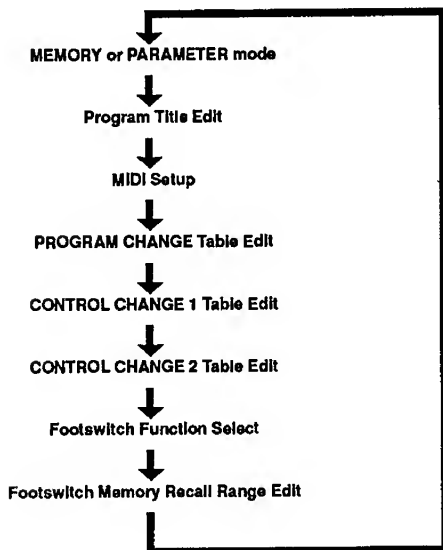 MEMORY or PARAMETER mode
Program Title Edit
MIDI Setup
PROGRAM CHANGE Table Edit
CONTROL CHANGE 1 Table Edit
CONTROL CHANGE 2 Table Edit
Footswitch Function Select
Footswitch Memory Recall Range Edit